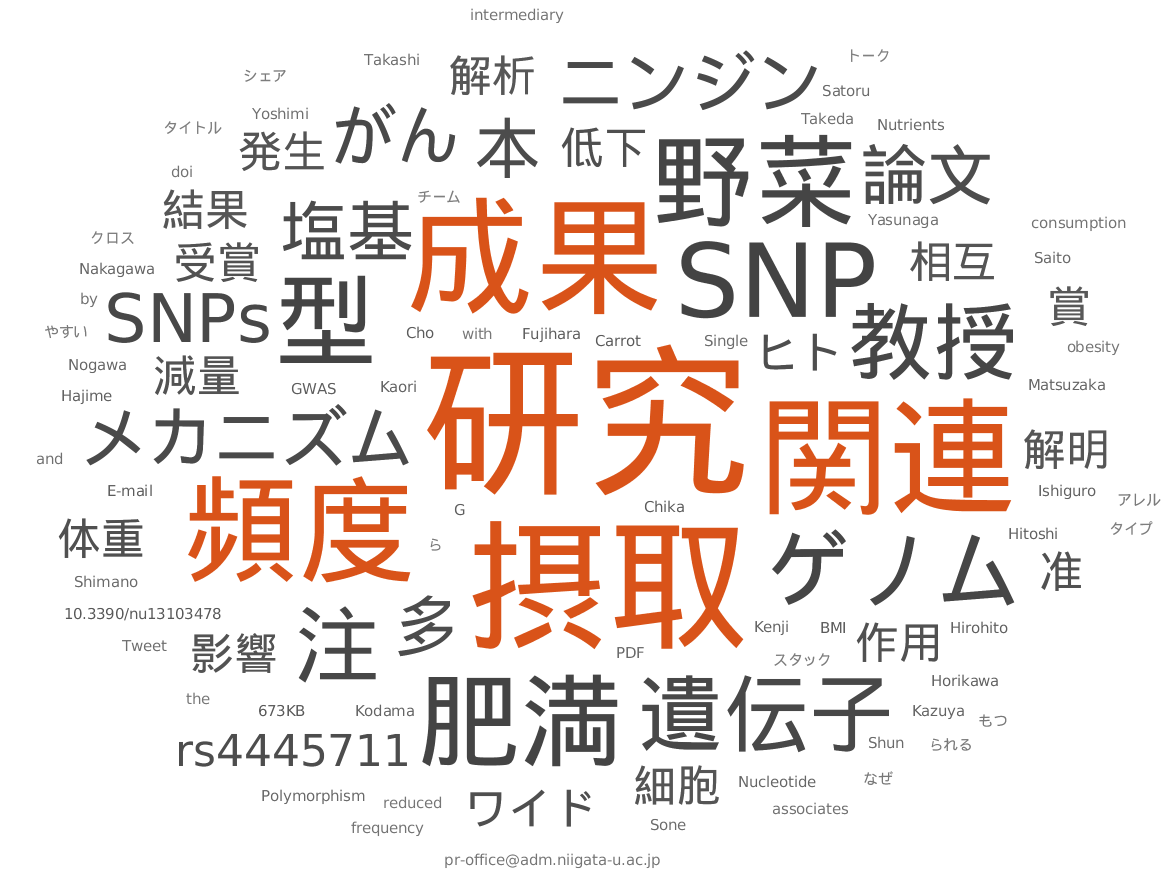 intermediary
トーク
Takashi
解析
ニンジン
シェア
Satoru
Yoshimi
がん
本
低下
Takeda
Nutrients
タイトル
発生
野菜
論文
doi
チーム
結果
塩基
成果
Yasunaga
consumption
クロス
受賞
SNP
相互
Saito
Nakagawa
by
SNPs
型
教授
賞
やすい
Cho
with
Fujihara
Carrot
Single
ヒト
obesity
Nogawa
減量
GWAS
Kaori
研究
Matsuzaka
Hajime
メカニズム
関連
解明
and
E-mail
頻度
G
Chika
Ishiguro
アレル
体重
ら
摂取
ゲノム
Hitoshi
タイプ
准
Shimano
10.3390/nu13103478
注
多
Kenji
BMI
作用
Hirohito
Tweet
影響
PDF
スタック
the
肥満
遺伝子
Horikawa
673KB
Kodama
Kazuya
もつ
rs4445711
Shun
られる
細胞
Nucleotide
なぜ
Polymorphism
reduced
ワイド
associates
frequency
Sone
pr-office@adm.niigata-u.ac.jp